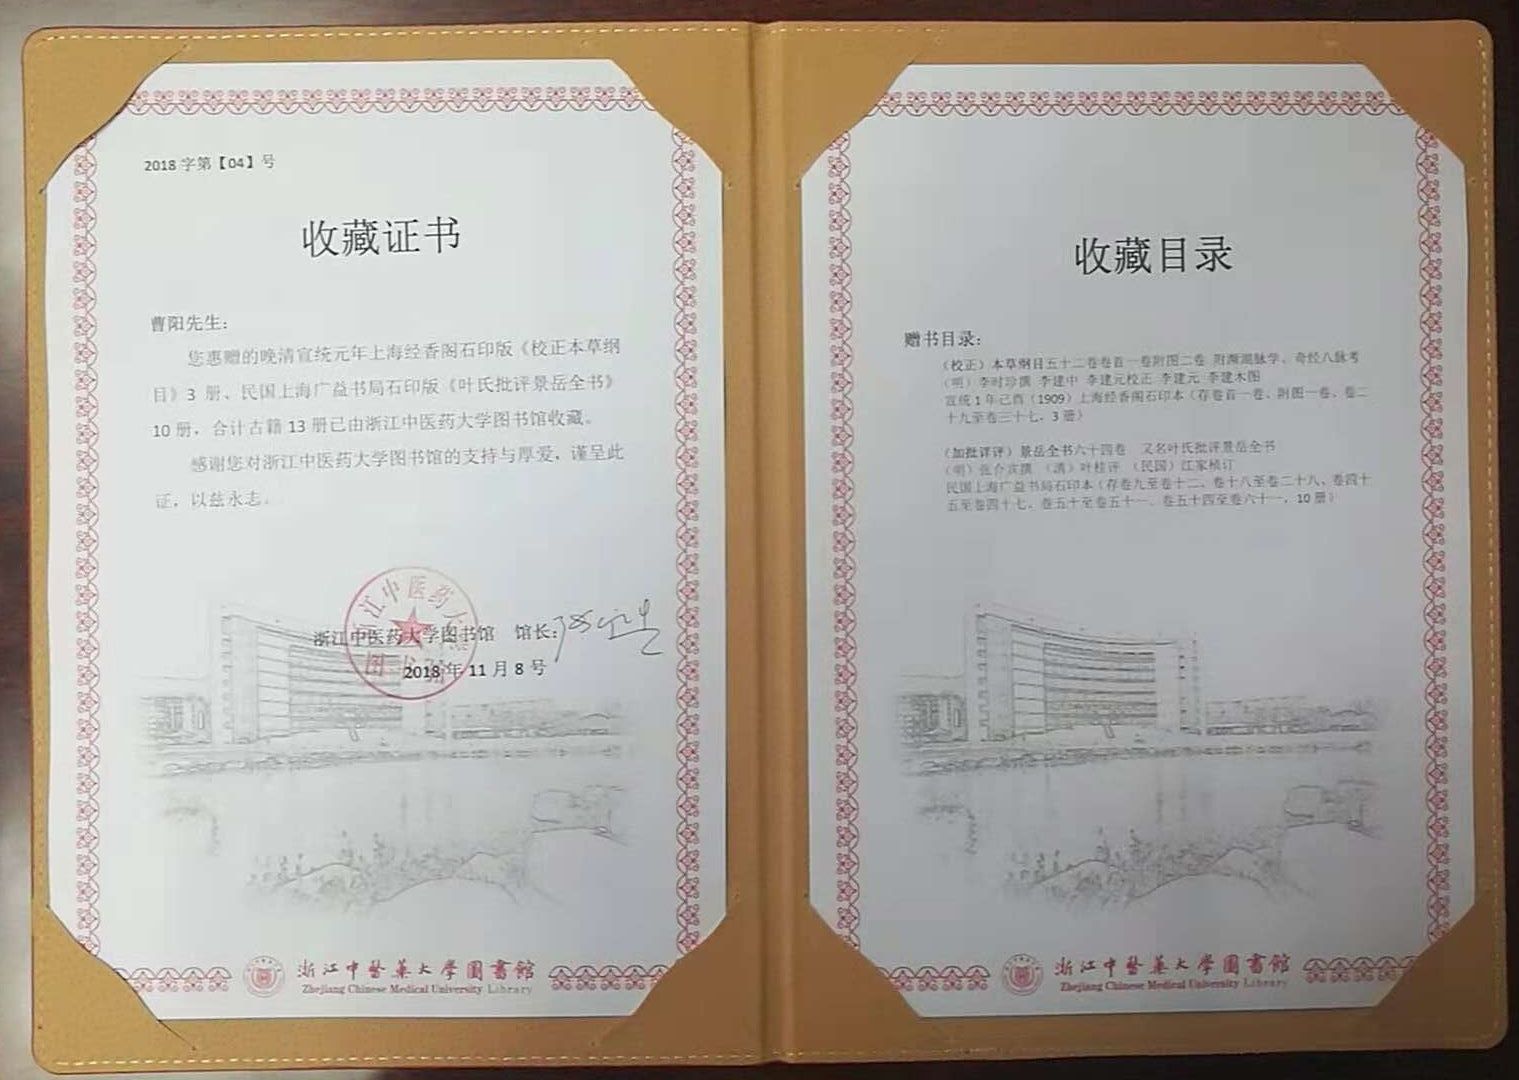 2018 字第【04】号
收藏证书
曹阳先生：
您惠赠的晚清宣统元年上海经香阁石印版《校正本草纲
目》3 册、民国上海广益书局石印版《叶氏批评景岳全书》
10 册，合计古籍 13 册已由浙江中医药大学图书馆收藏。
感谢您对浙江中医药大学图书馆的支持与厚爱，谨呈此
证，以兹永志。
浙江中医药大学图书馆 馆长：
2018 年 11 月 8 号
浙江中醫藥大學圖書館
Zhejiang Chinese Medical University Library
收藏目录
赠书目录：
（校正）本草纲目五十二卷卷首一卷附图二卷 附濒湖脉学、奇经八脉考
（明）李时珍撰 李建中 李建元校正 李建元 李建木图
宣统 1 年己酉（1909）上海经香阁石印本（存卷首一卷、附图一卷、卷二
十九至卷三十七，3 册）
（加批评评）景岳全书六十四卷 又名叶氏批评景岳全书
（明）张介宾撰 （清）叶桂评 （民国）江家桢订
民国上海广益书局石印本（存卷九至卷十二、卷十八至卷二十八、卷四十
五至卷四十七、卷五十至卷五十一、卷五十四至卷六十一，10 册）
浙江中醫藥大學圖書館
Zhejiang Chinese Medical University Library